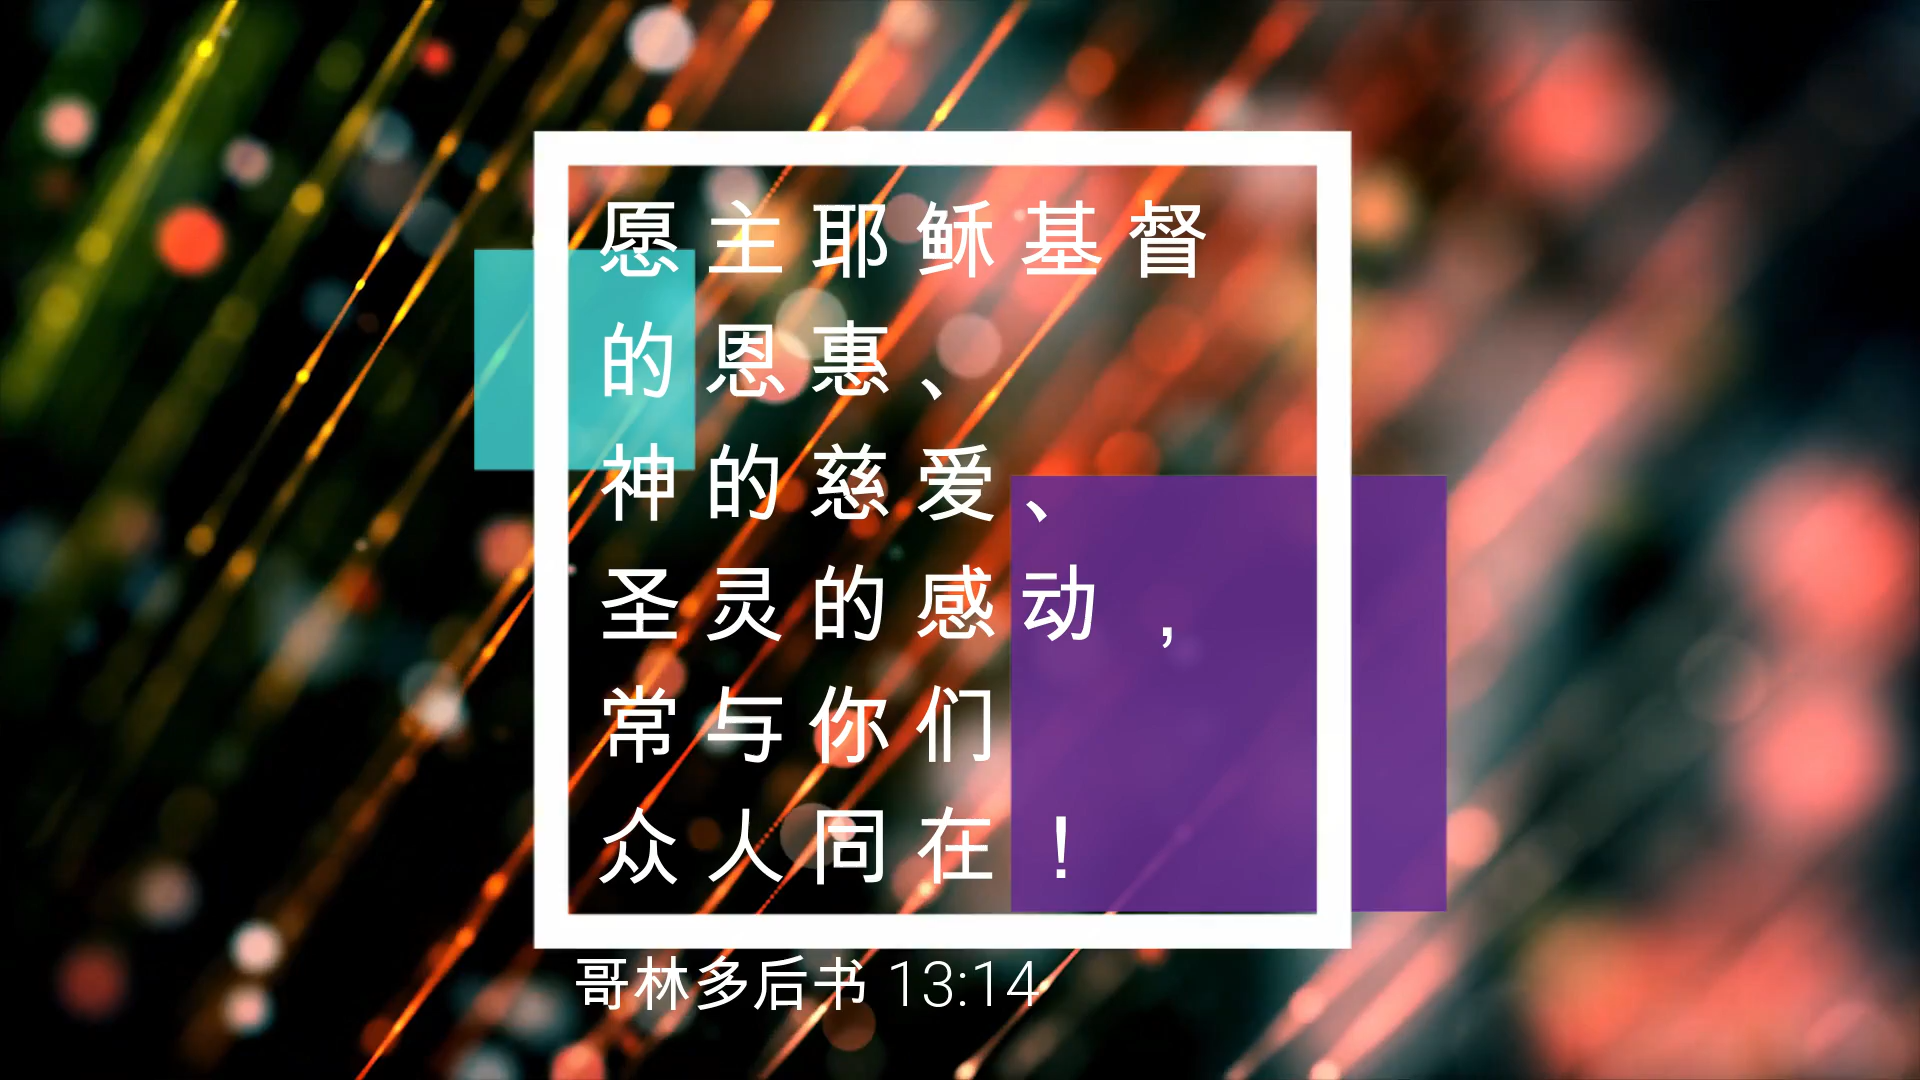 愿主耶稣基督
的恩惠、
神的慈爱、
圣灵的感动，
常与你们
众人同在！
哥林多后书 13:14